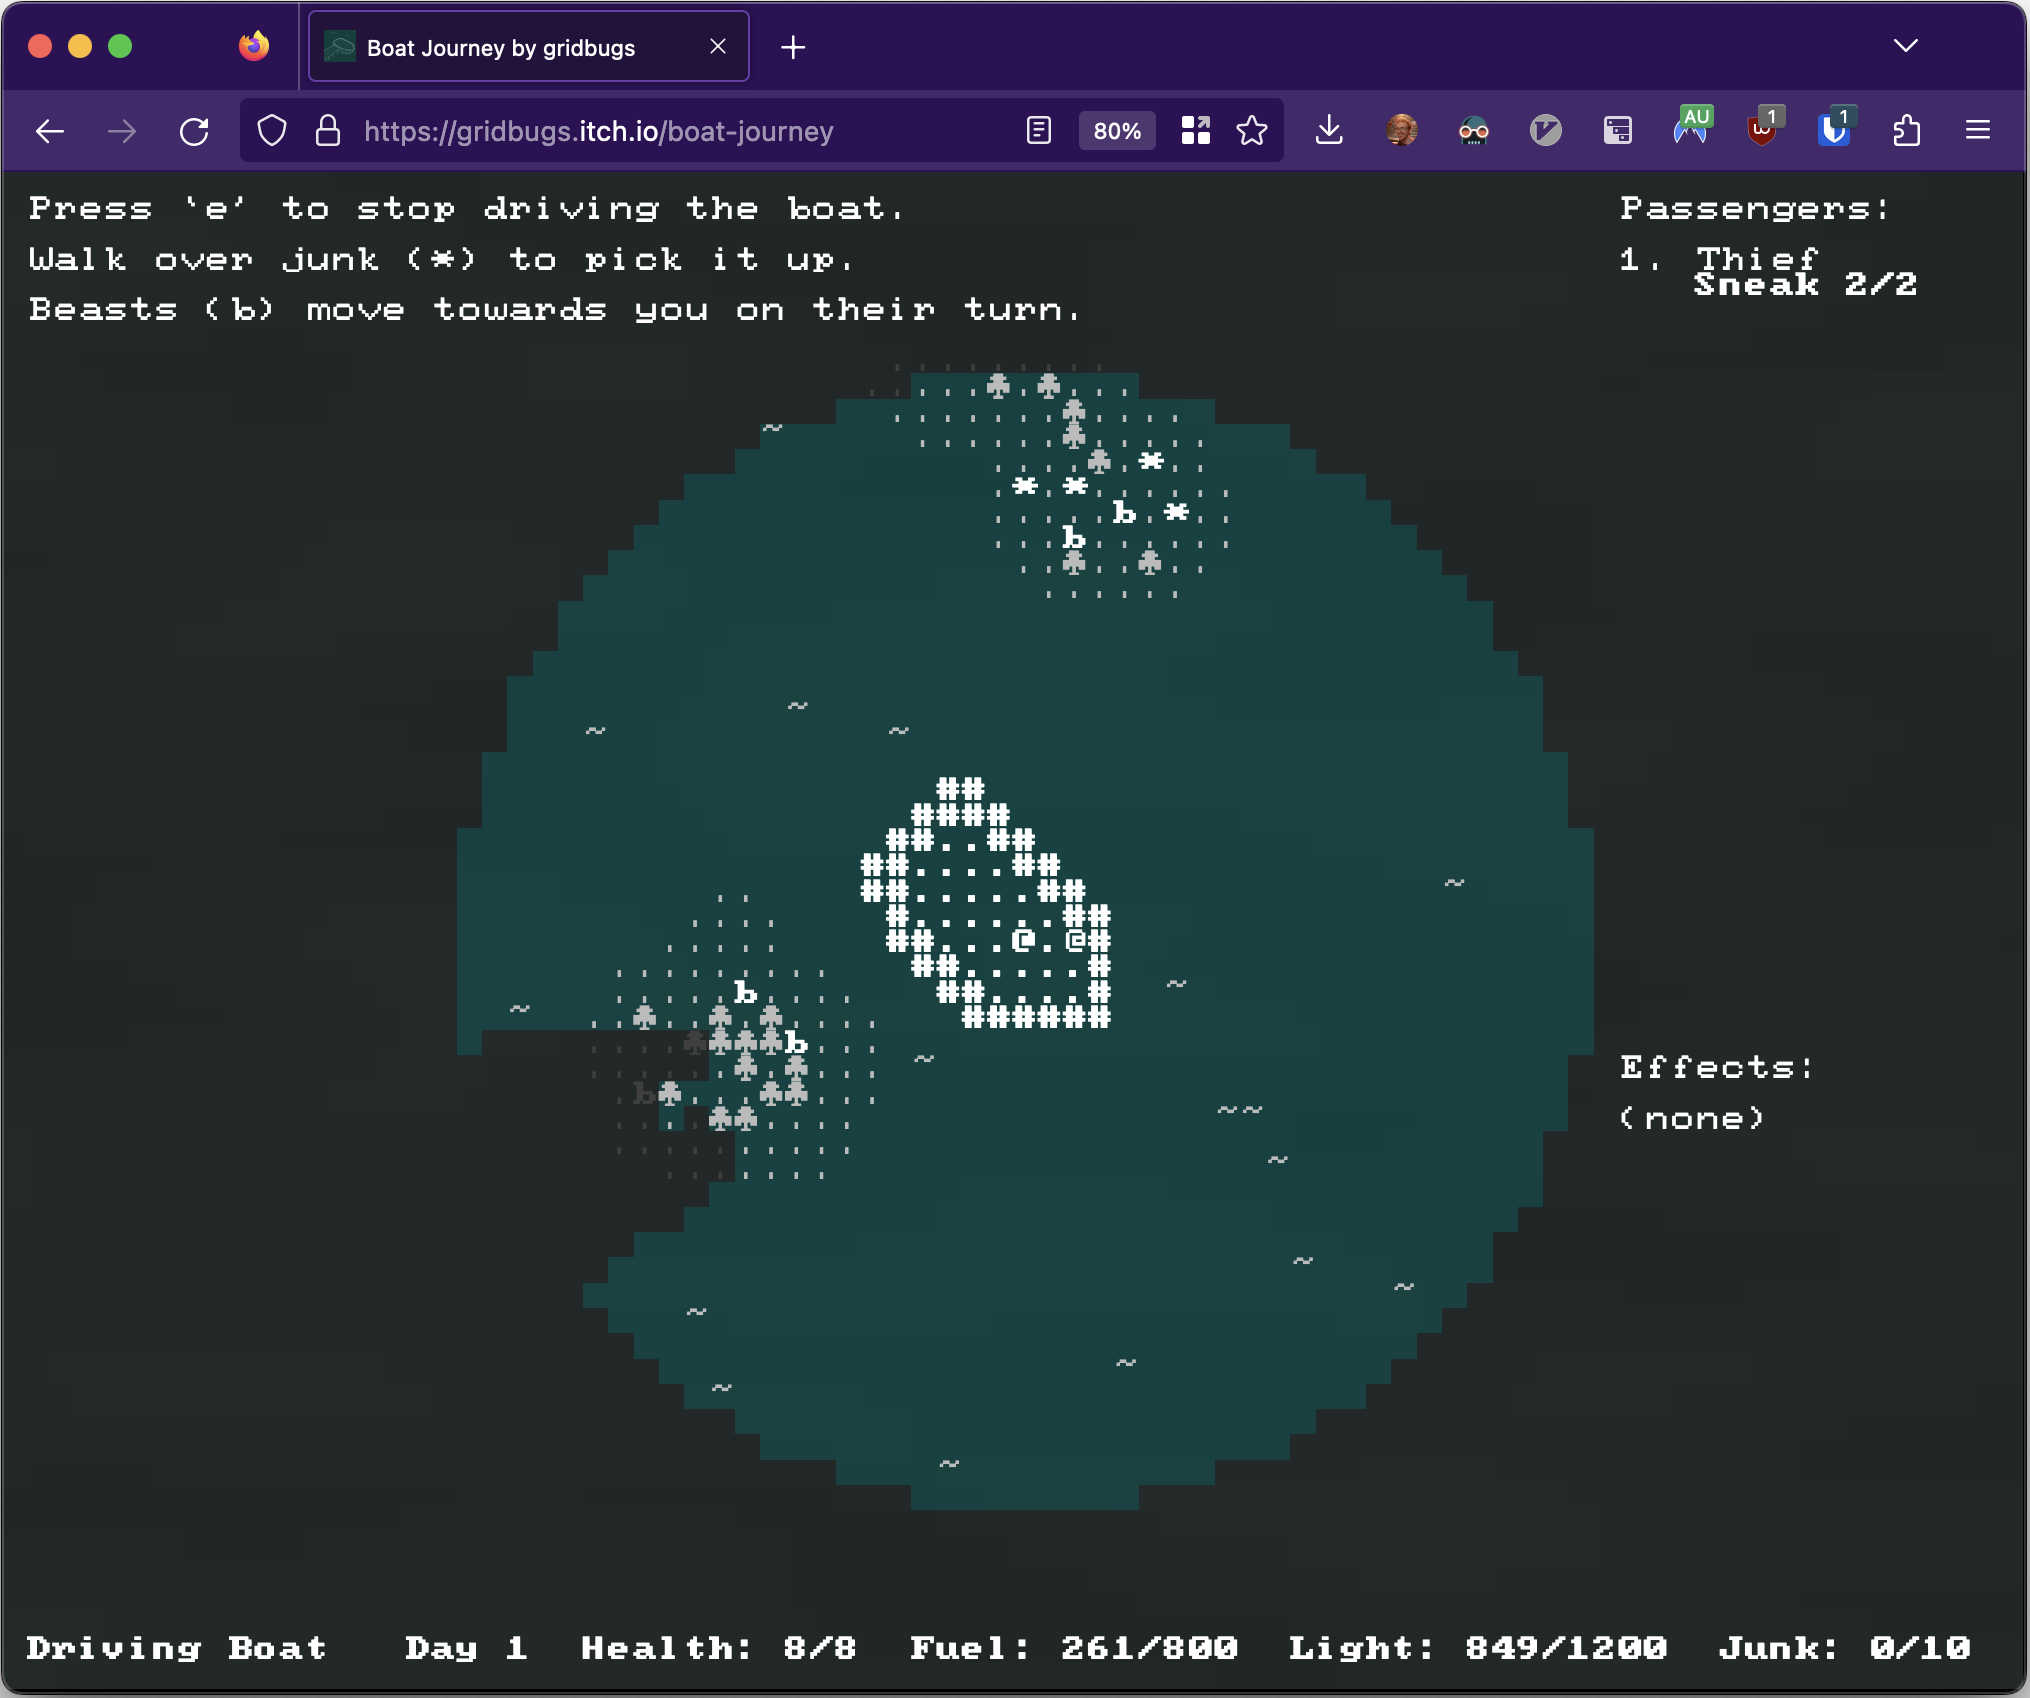 Boat Journey by gridbugs
https://gridbugs.itch.io/boat-journey
80%
AU
1
1
Press 'e' to stop driving the boat.
Walk over junk (*) to pick it up.
Beasts (b) move towards you on their turn.
Passengers:
1. Thief
Sneak 2/2
Effects:
(none)
Driving Boat Day 1 Health: 8/8 Fuel: 261/800 Light: 849/1200 Junk: 0/10